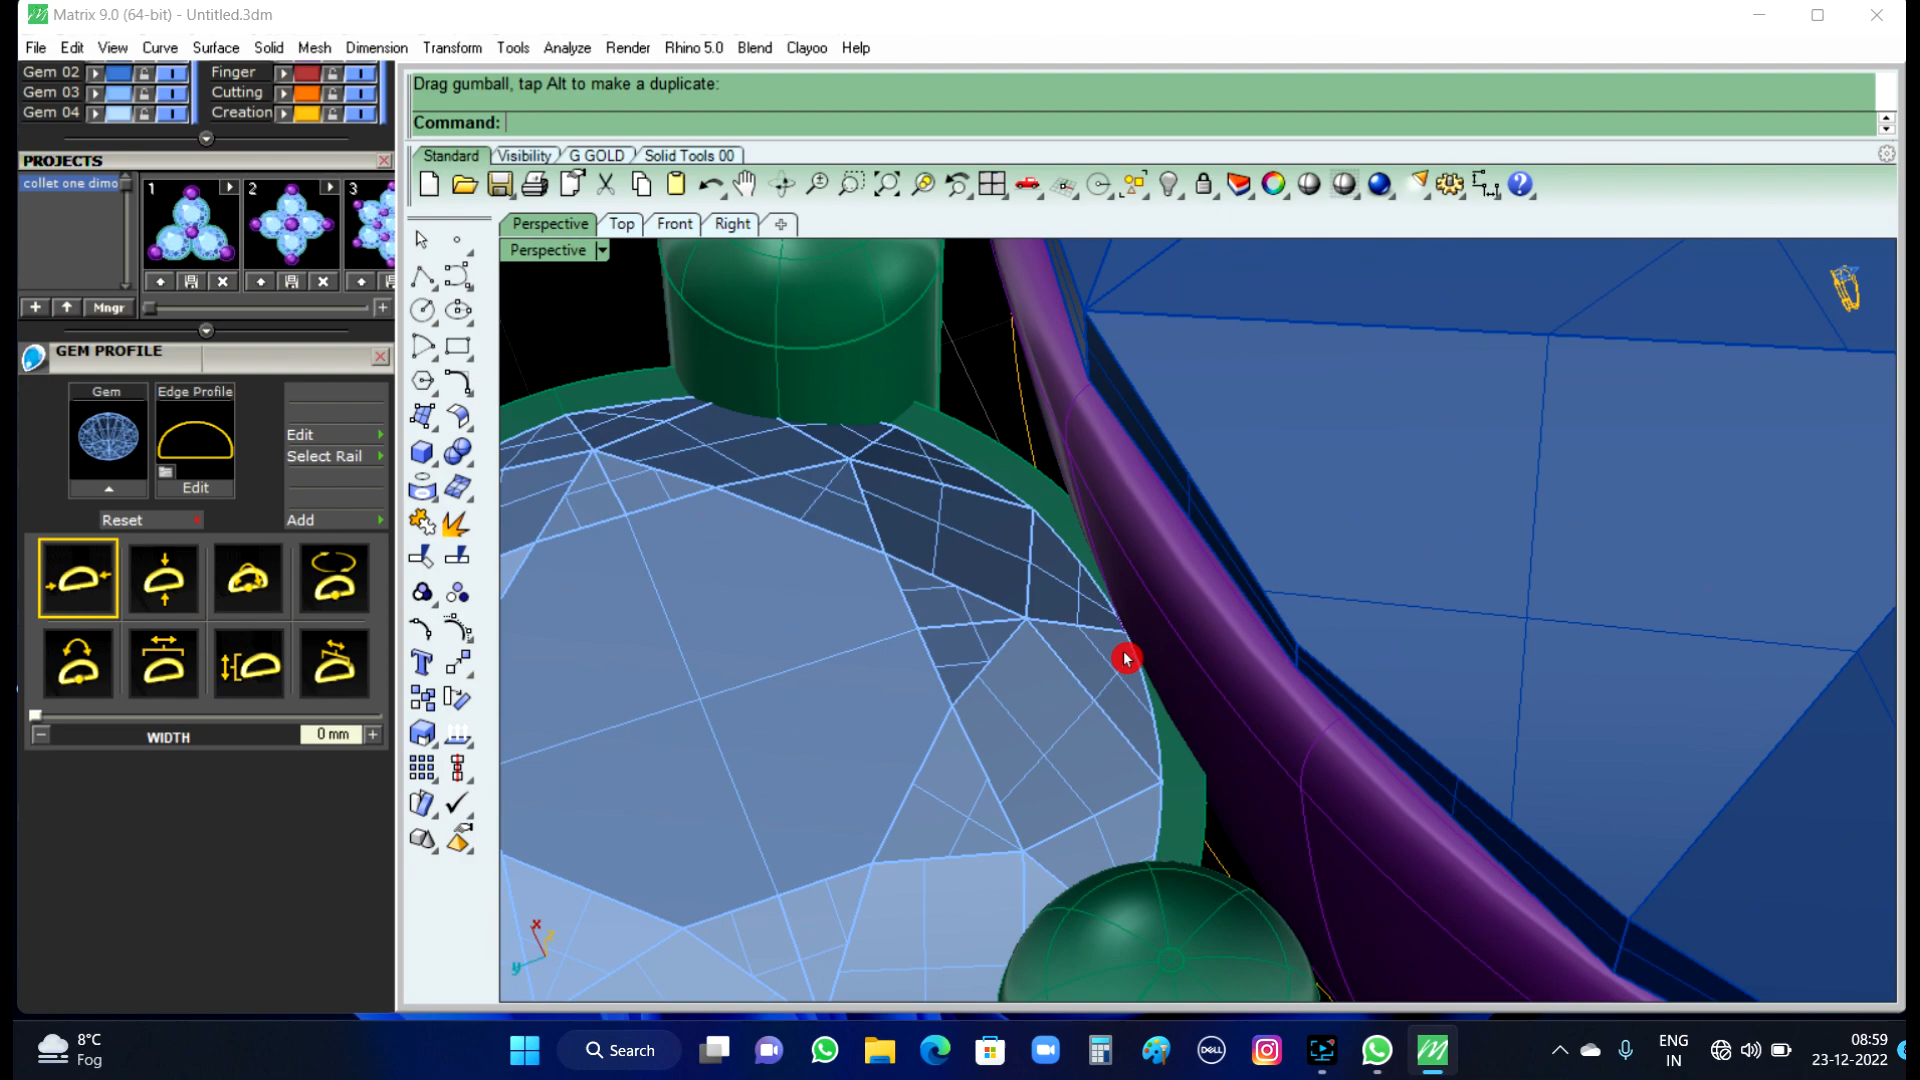 Matrix 9.0 (64-bit) - Untitled.3dm
File Edit View Curve Surface Solid Mesh Dimension Transform Tools Analyze Render Rhino 5.0 Blend Clayoo Help
Gem 02 Finger
Gem 03 Cutting
Gem 04 Creation
Drag gumball, tap Alt to make a duplicate:
Command:
Standard Visibility G GOLD Solid Tools 00
PROJECTS
collet one dimo
1 2 3
Mngr
Perspective Top Front Right
Perspective
GEM PROFILE
Gem Edge Profile
Edit
Select Rail
Edit
Reset Add
WIDTH 0 mm
x
z
y
8°C
Fog
Search
DELL
ENG
IN
08:59
23-12-2022